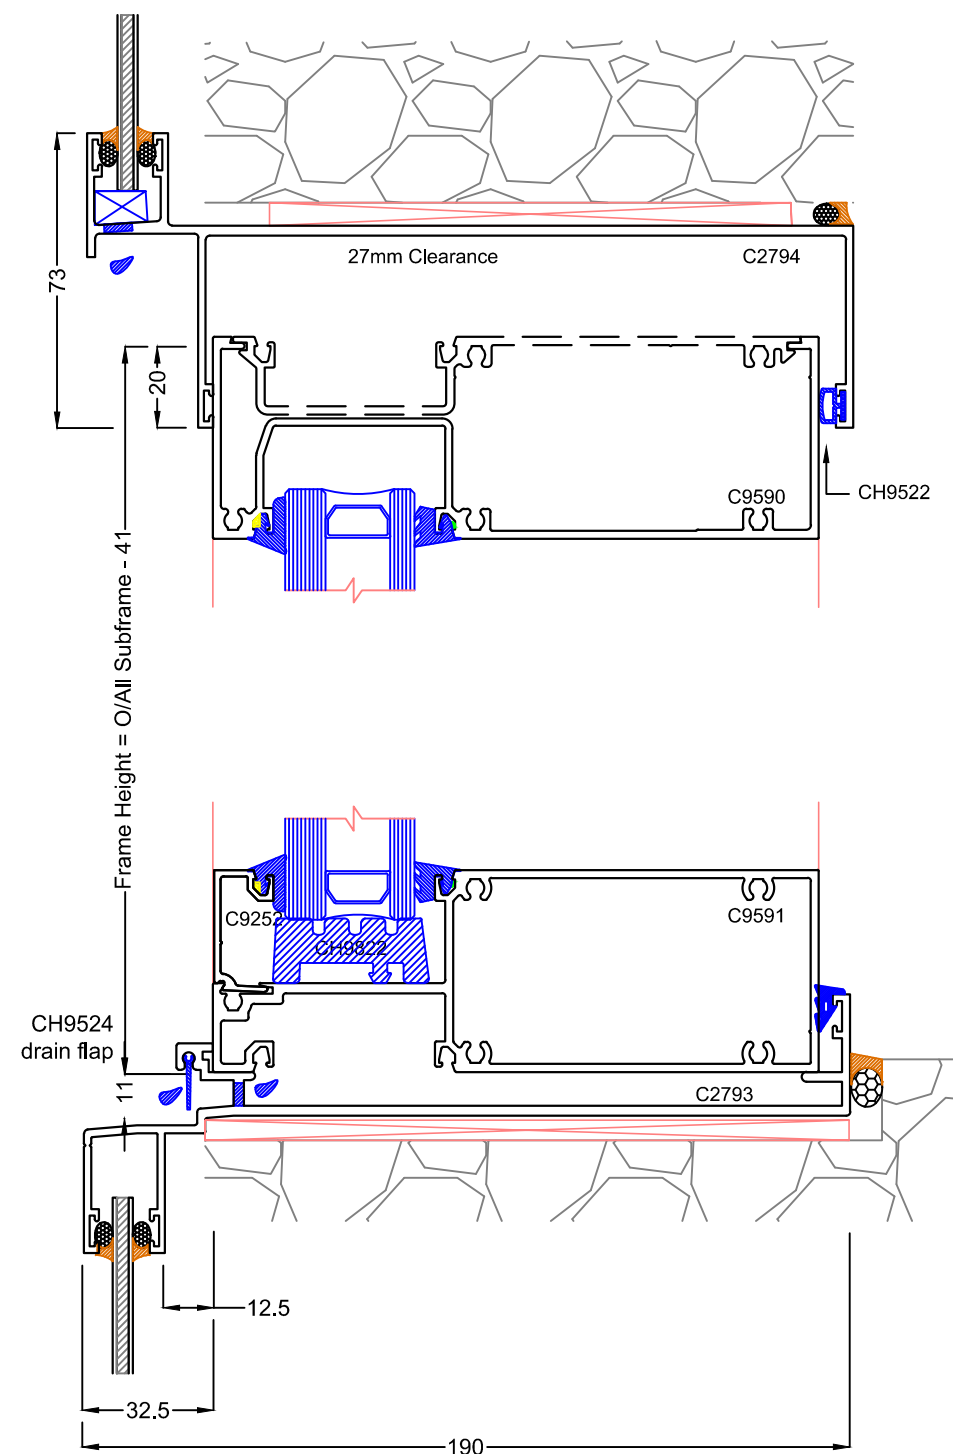 27mm Clearance
C2794
73
20
C9590
CH9522
Frame Height = O/All Subframe - 41
C9252
CH9822
C9591
CH9524
drain flap
11
C2793
12.5
32.5
190